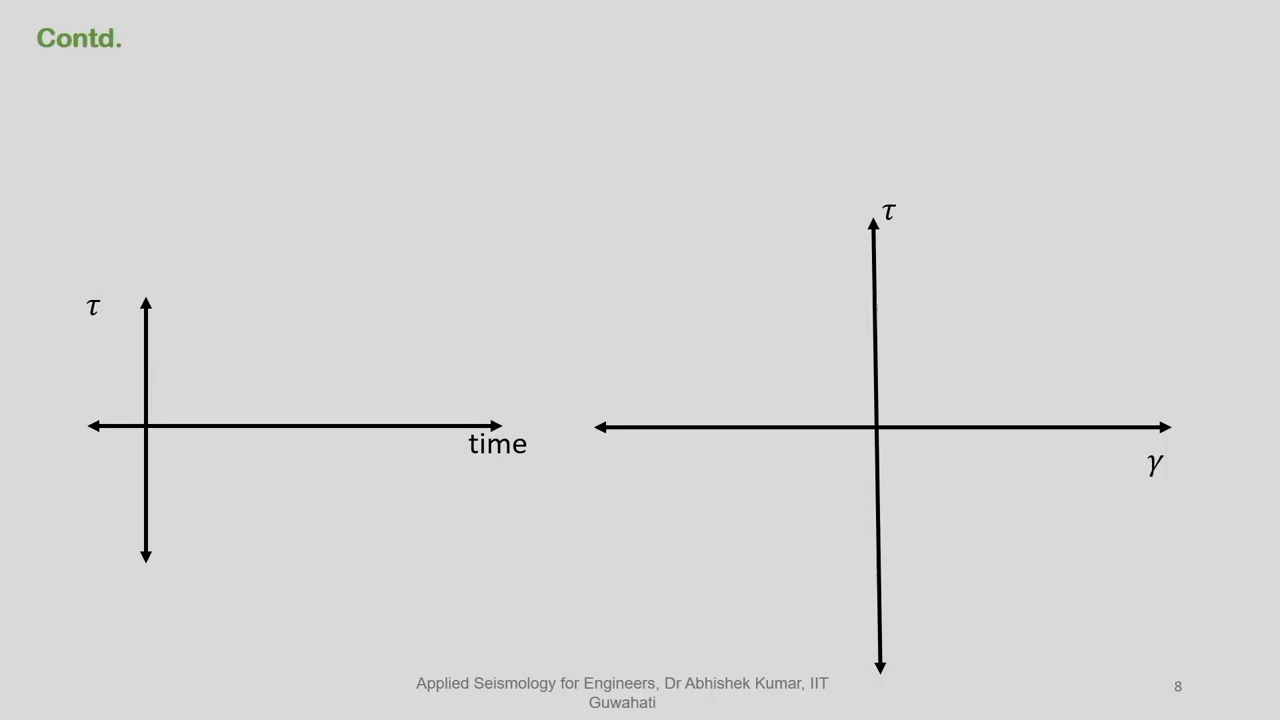 Contd.
τ
τ
time
γ
Applied Seismology for Engineers, Dr Abhishek Kumar, IIT
Guwahati
8